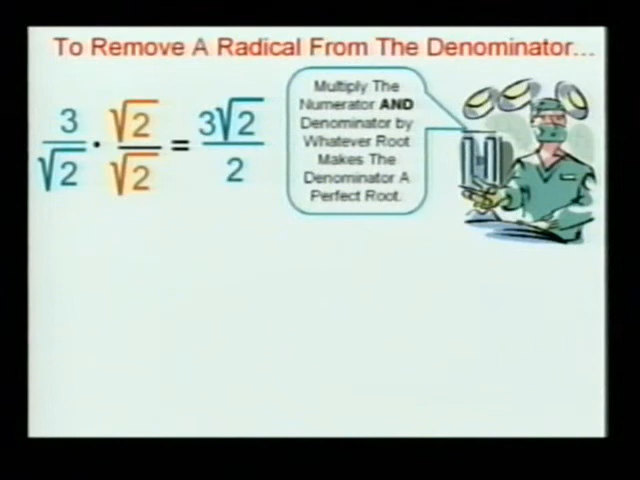 To Remove A Radical From The Denominator...
3/√2 · √2/√2 = 3√2/2
Multiply The
Numerator AND
Denominator by
Whatever Root
Makes The
Denominator A
Perfect Root.